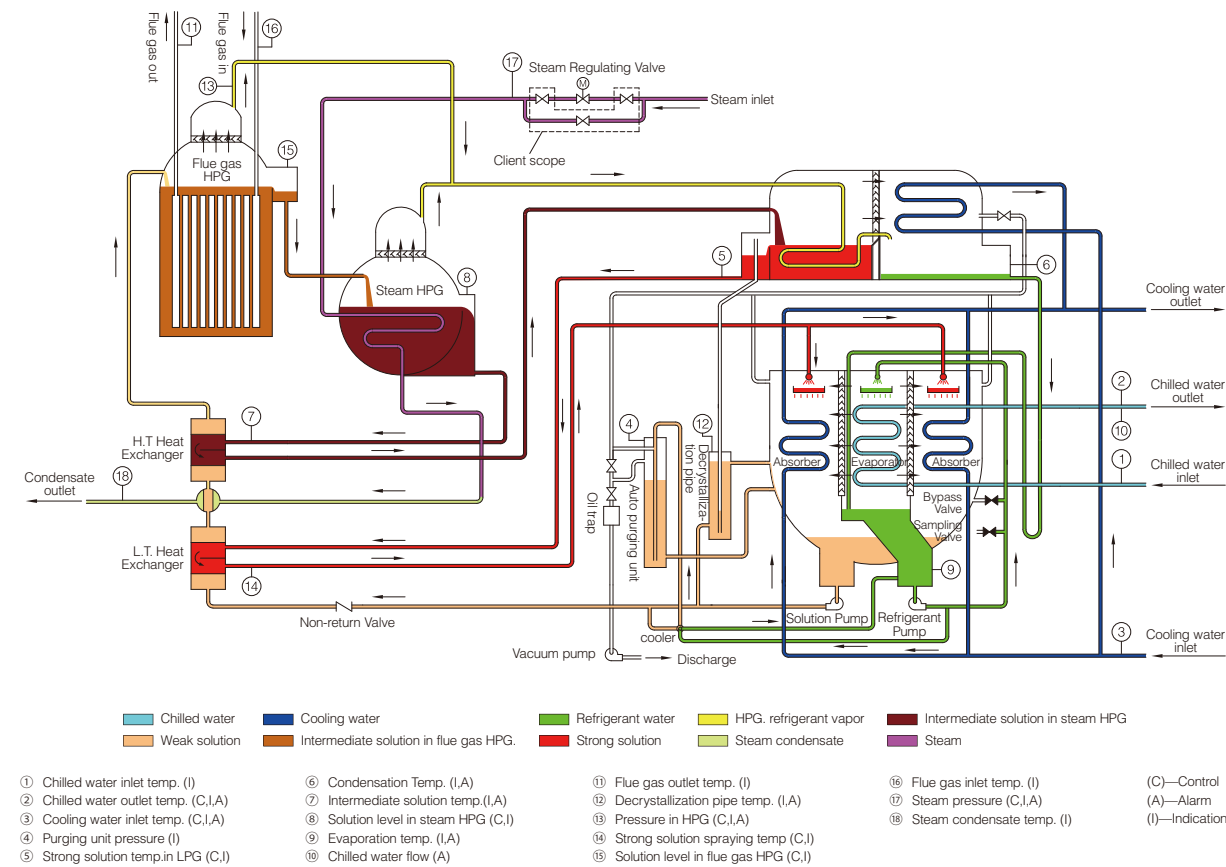 Flue gas out
11
Flue gas in
16
13
17
Steam Regulating Valve
M
Steam inlet
Client scope
15
Flue gas
HPG
8
Steam HPG
5
6
Cooling water
outlet
2
Chilled water
outlet
10
1
Chilled water
inlet
7
H.T Heat
Exchanger
4
12
Decrystalliza-
tion pipe
Absorber
Evaporator
Absorber
Bypass
Valve
Sampling
Valve
Condensate
outlet
18
Oil trap
Auto purging unit
L.T. Heat
Exchanger
14
9
Non-return Valve
Solution Pump
Refrigerant
Pump
cooler
Vacuum pump
Discharge
3
Cooling water
inlet
Chilled water
Cooling water
Refrigerant water
HPG. refrigerant vapor
Intermediate solution in steam HPG
Weak solution
Intermediate solution in flue gas HPG.
Strong solution
Steam condensate
Steam
① Chilled water inlet temp. (I)
② Chilled water outlet temp. (C,I,A)
③ Cooling water inlet temp. (C,I,A)
④ Purging unit pressure (I)
⑤ Strong solution temp.in LPG (C,I)
⑥ Condensation Temp. (I,A)
⑦ Intermediate solution temp.(I,A)
⑧ Solution level in steam HPG (C,I)
⑨ Evaporation temp. (I,A)
⑩ Chilled water flow (A)
⑪ Flue gas outlet temp. (I)
⑫ Decrystallization pipe temp. (I,A)
⑬ Pressure in HPG (C,I,A)
⑭ Strong solution spraying temp (C,I)
⑮ Solution level in flue gas HPG (C,I)
⑯ Flue gas inlet temp. (I)
⑰ Steam pressure (C,I,A)
⑱ Steam condensate temp. (I)
(C)—Control
(A)—Alarm
(I)—Indication